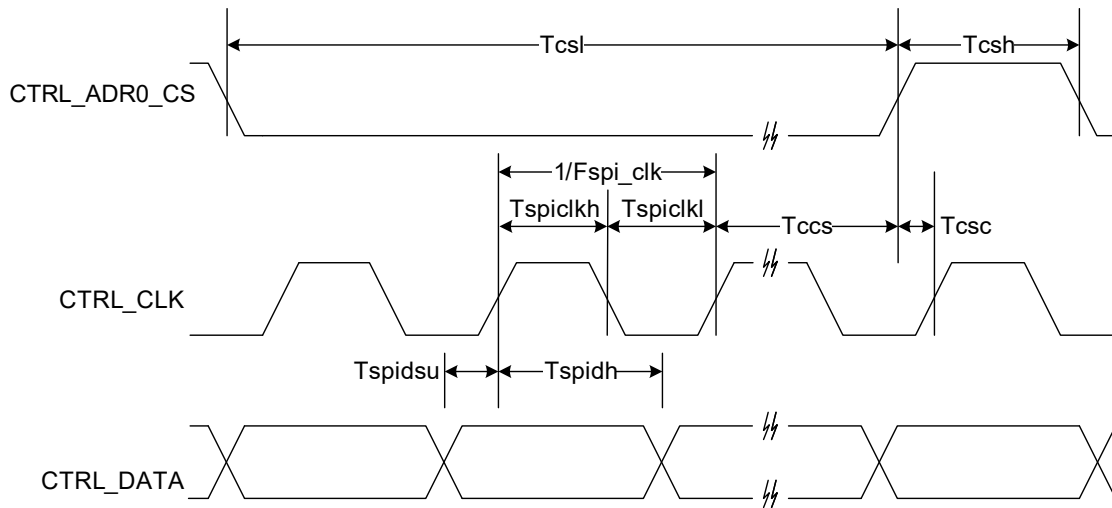 Tcsl
Tcsh
CTRL_ADR0_CS
1/Fspi_clk
Tspiclkh
Tspiclkl
Tccs
Tcsc
CTRL_CLK
Tspidsu
Tspidh
CTRL_DATA